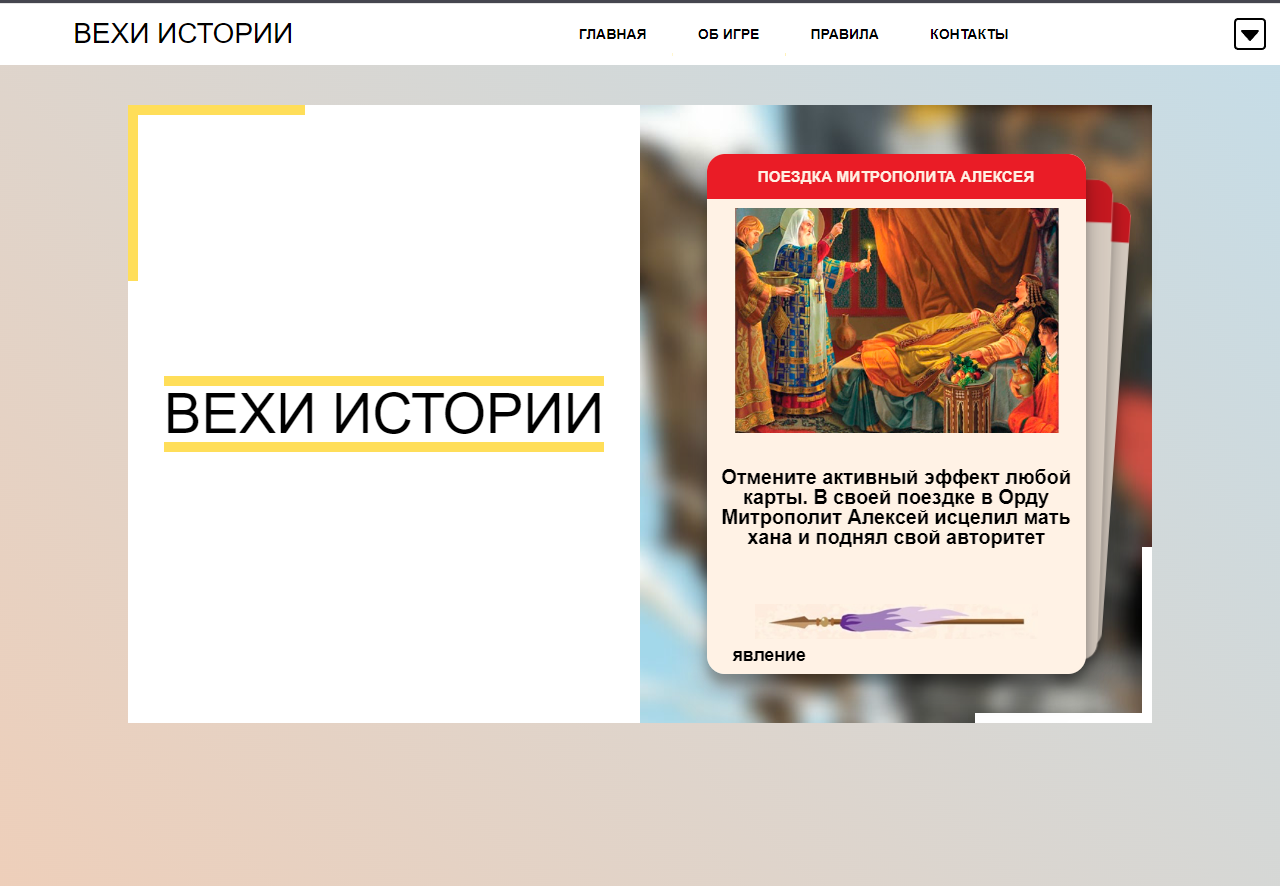 ВЕХИ ИСТОРИИ
ГЛАВНАЯ
ОБ ИГРЕ
ПРАВИЛА
КОНТАКТЫ
ВЕХИ ИСТОРИИ
ПОЕЗДКА МИТРОПОЛИТА АЛЕКСЕЯ
Отмените активный эффект любой
карты. В своей поездке в Орду
Митрополит Алексей исцелил мать
хана и поднял свой авторитет
явление